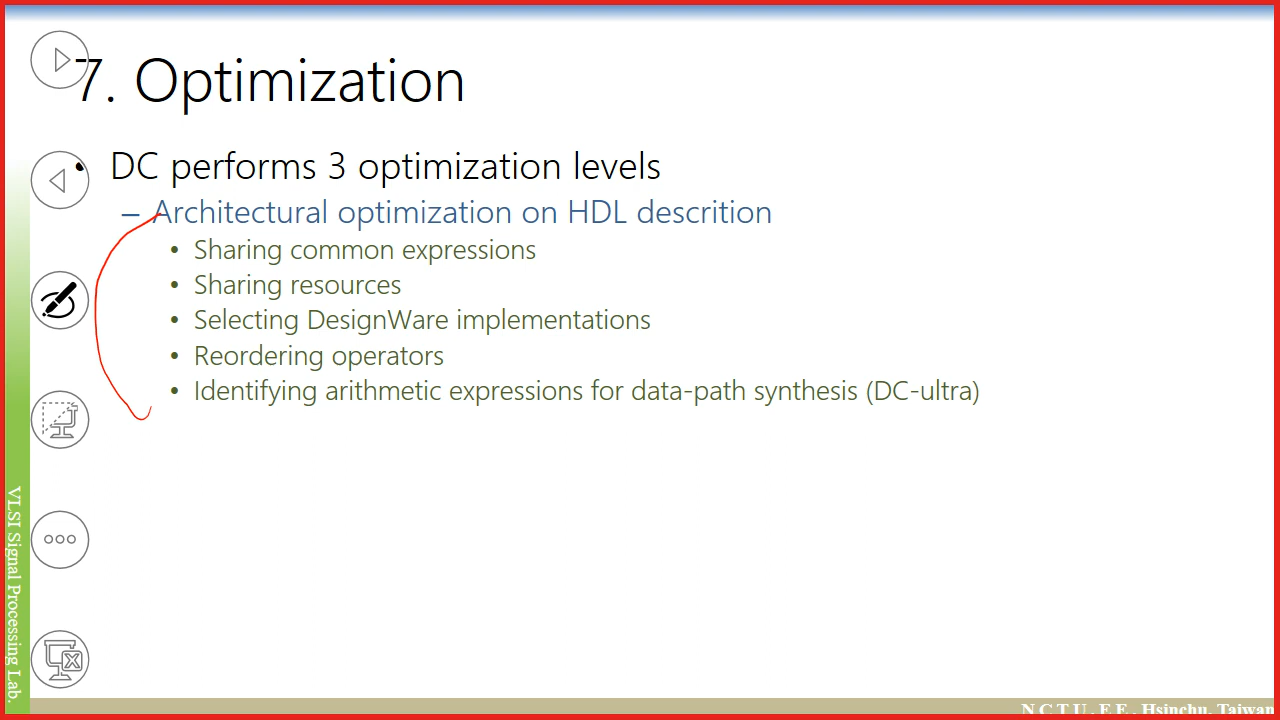 7. Optimization
• DC performs 3 optimization levels
– Architectural optimization on HDL descrition
• Sharing common expressions
• Sharing resources
• Selecting DesignWare implementations
• Reordering operators
• Identifying arithmetic expressions for data-path synthesis (DC-ultra)
VLSI Signal Processing Lab.
N C T U . E E . Hsinchu, Taiwan